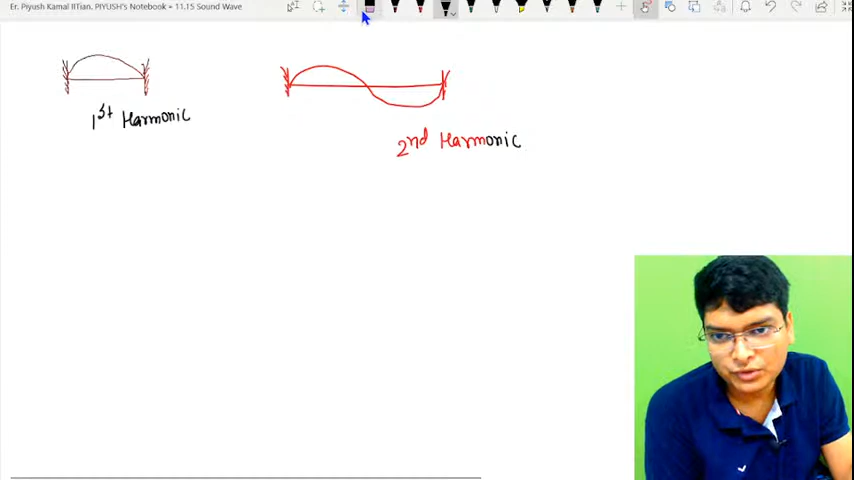 Er. Piyush Kamal IITian. PIYUSH's Notebook » 11.15 Sound Wave
1st Harmonic
2nd Harmonic